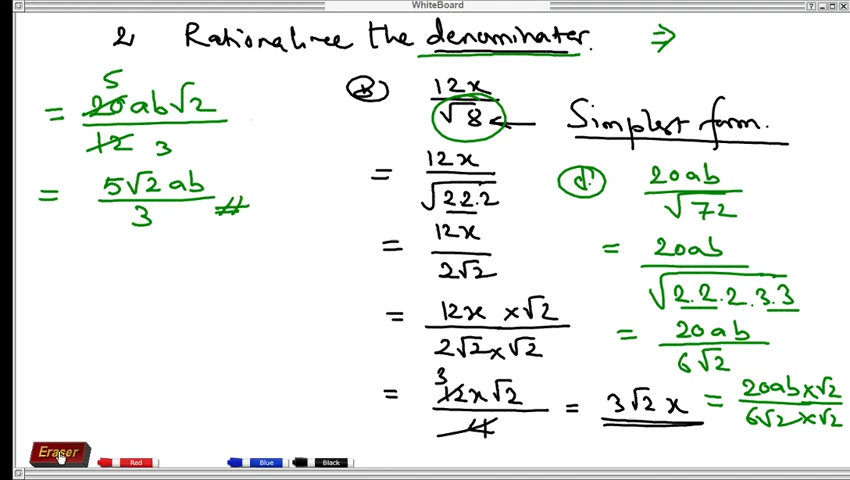 WhiteBoard
2, Rationalinee the denominater. ⇒
b) 12x / √8 ← Simplest form.
= 12x / √2.2.2
= 12x / 2√2
= 12x × √2 / 2√2 × √2
= 3 12x√2 / 4 = 3√2 x
d) 20ab / √72
= 20ab / √2.2.2.3.3
= 20ab / 6√2
= 20ab×√2 / 6√2×√2
= 5 20ab√2 / 12 3
= 5√2 ab / 3
Eraser Red Blue Black